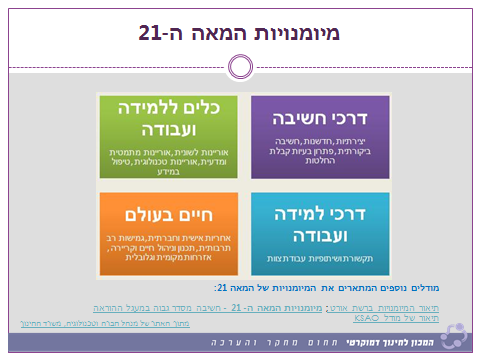 מיומנויות המאה ה-21
דרכי חשיבה
יצירתיות, חדשנות, חשיבה
ביקורתית, פתרון בעיות קבלת
החלטות
כלים ללמידה
ועבודה
אוריינות לשונית, אוריינות מתמטית
ומדעית, אוריינות טכנולוגית, טיפול
במידע
דרכי למידה
ועבודה
תקשורת ושיתופיות עבודת צוות
חיים בעולם
אחריות אישית וחברתית, גמישות רב
תרבותית, תכנון וניהול חיים וקריירה,
אזרחות מקומית וגלובלית
מודלים נוספים המתארים את המיומנויות של המאה 21:
תיאור המיומנויות ברשת אורט; מיומנויות המאה ה- 21 - חשיבה מסדר גבוה במעגל ההוראה
תיאור של מודל KSAO
מתוך האתר של מנהל חברה וטכנולוגיה, משרד החינוך
המכון לחינוך דמוקרטי תחום מחקר והערכה